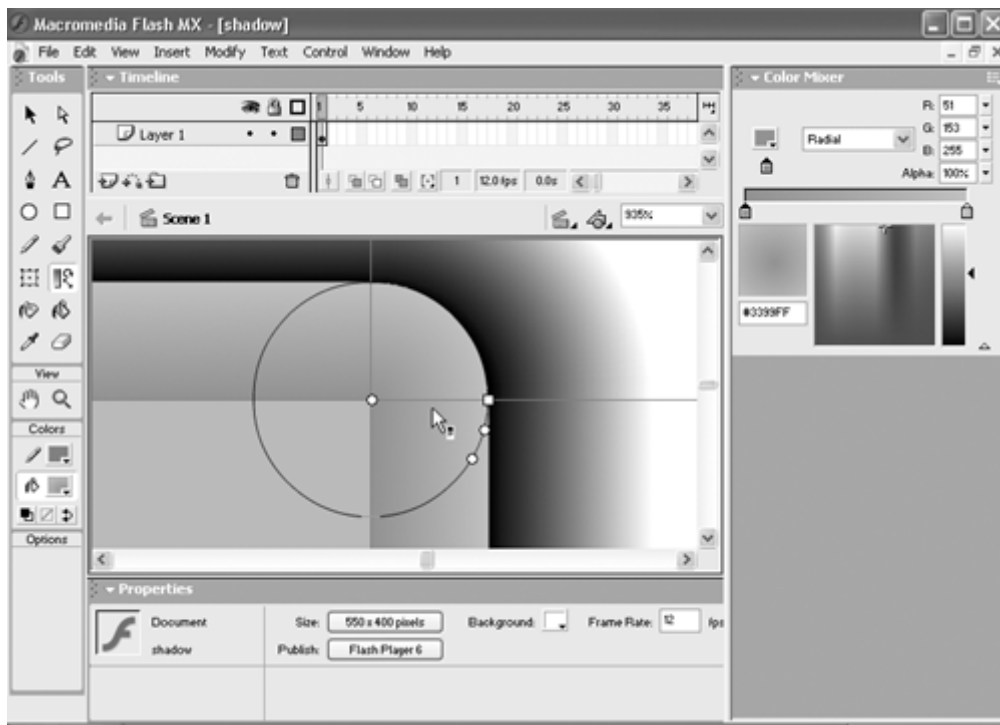 Macromedia Flash MX - [shadow]
File Edit View Insert Modify Text Control Window Help
Tools
Timeline
Color Mixer
1 5 10 15 20 25 30 35
Layer 1
1 12.0 fps 0.0s
R: 51
Radial
G: 153
B: 255
Alpha: 100%
Scene 1
935%
#3399FF
View
Colors
Options
Properties
Document
shadow
Size: 550 x 400 pixels
Background:
Frame Rate: 12 fps
Publish: Flash Player 6
A